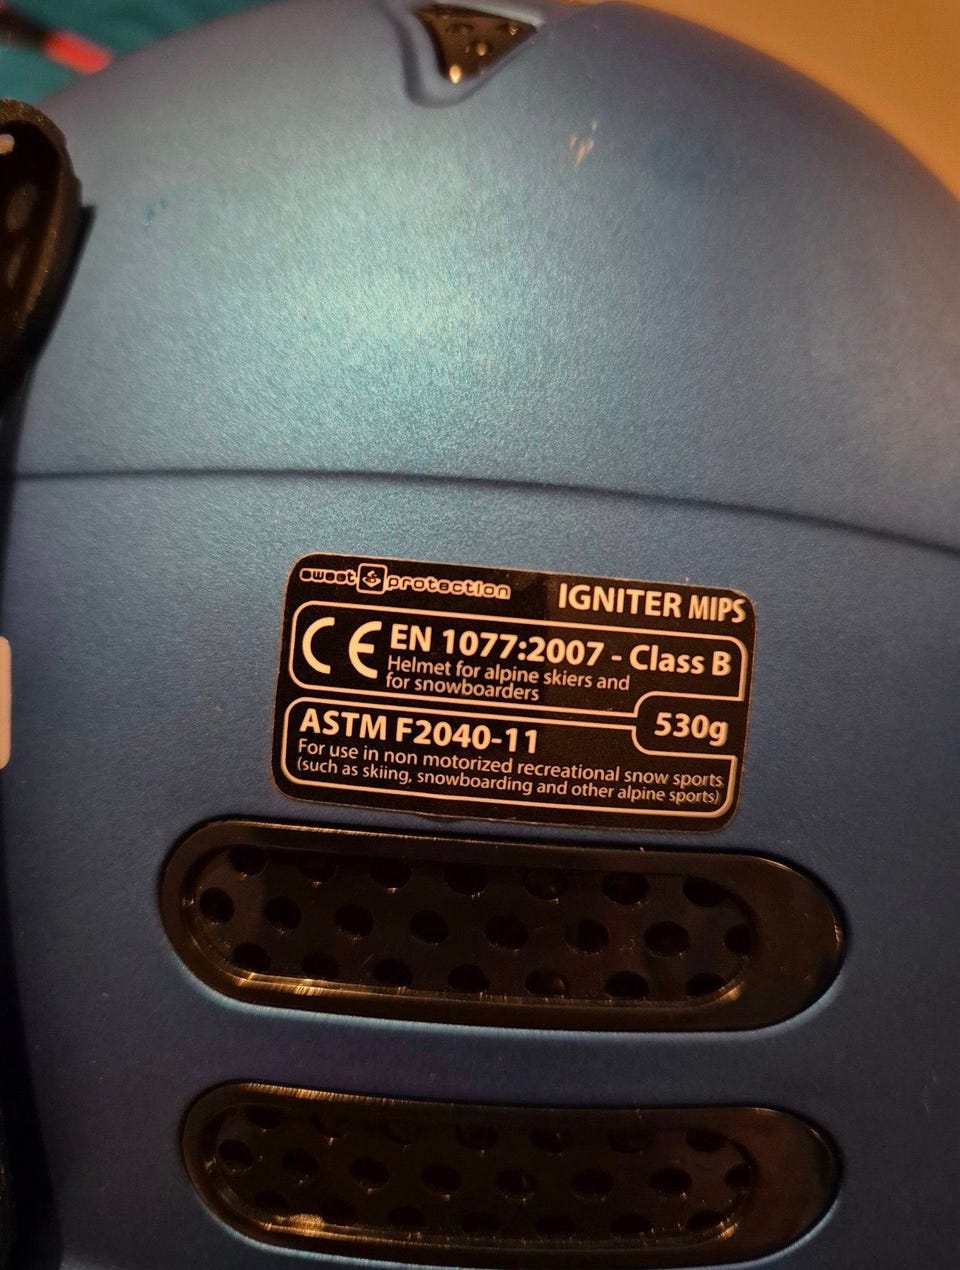 sweet protection IGNITER MIPS
CE EN 1077:2007 - Class B
Helmet for alpine skiers and
for snowboarders
530g
ASTM F2040-11
For use in non motorized recreational snow sports
(such as skiing, snowboarding and other alpine sports)